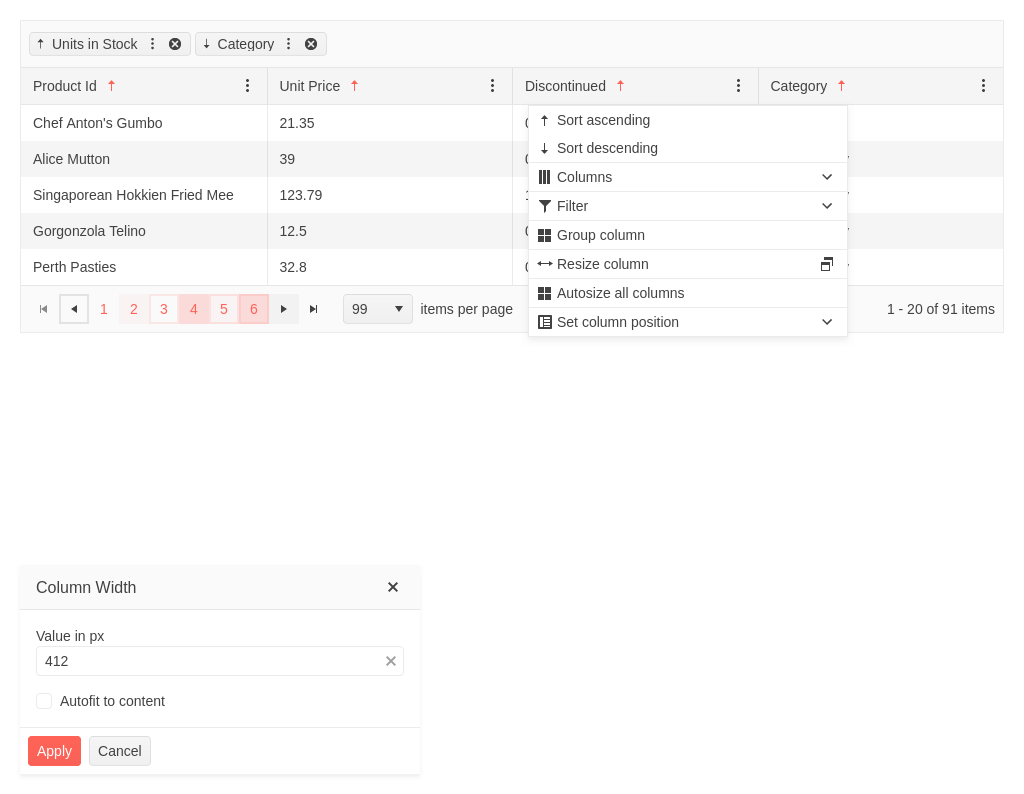 Units in Stock Category
Product Id Unit Price Discontinued Category
Chef Anton's Gumbo 21.35
Alice Mutton 39
Singaporean Hokkien Fried Mee 123.79
Gorgonzola Telino 12.5
Perth Pasties 32.8
Sort ascending
Sort descending
Columns
Filter
Group column
Resize column
Autosize all columns
Set column position
1 2 3 4 5 6 99 items per page 1 - 20 of 91 items
Column Width
Value in px
412
Autofit to content
Apply Cancel